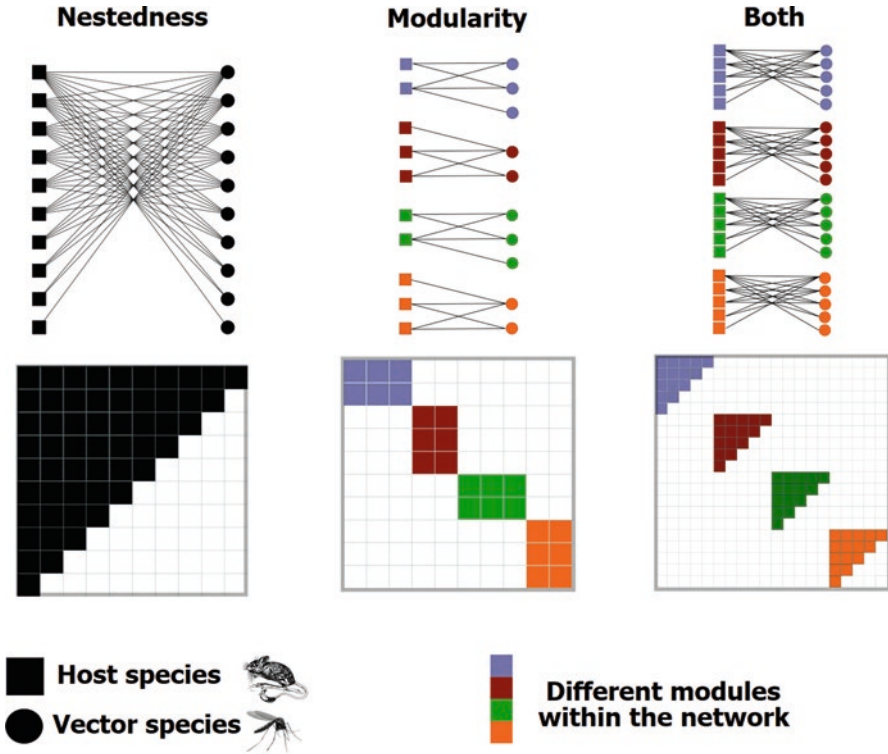 Nestedness
Modularity
Both
Host species
Vector species
Different modules
within the network